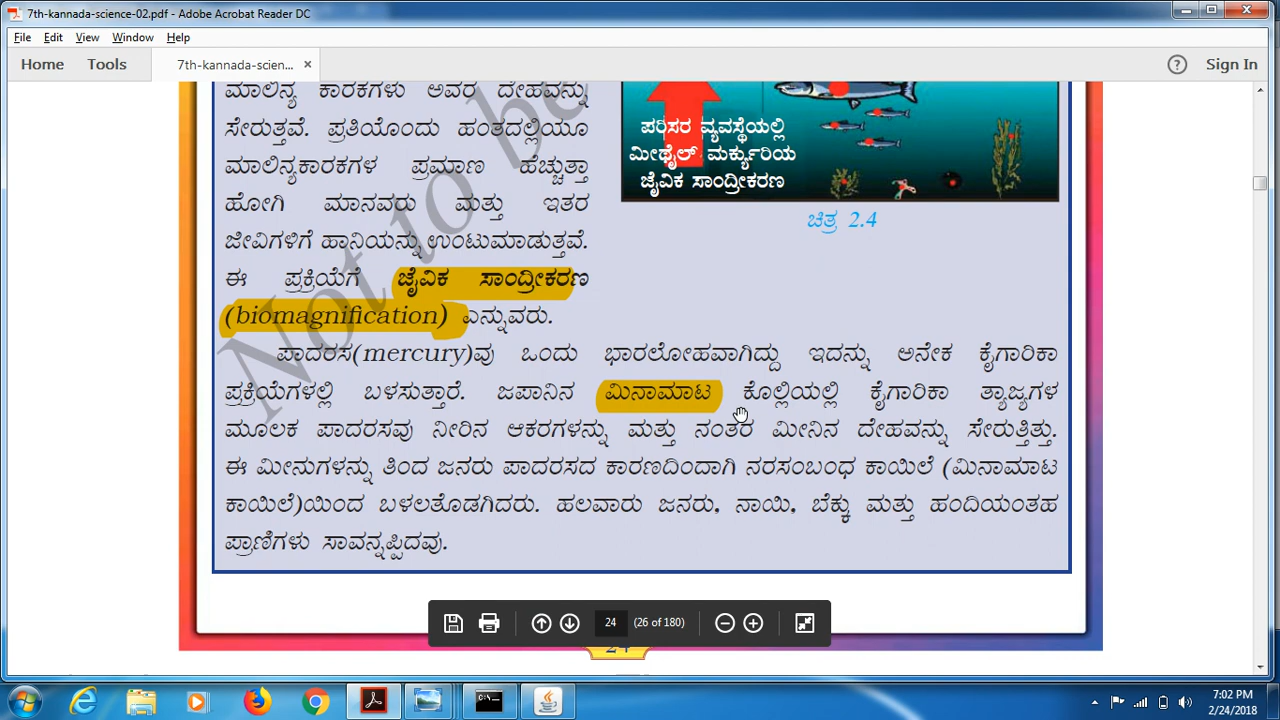 7th-kannada-science-02.pdf - Adobe Acrobat Reader DC
File Edit View Window Help
Home Tools 7th-kannada-scien... × ? Sign In
ಮಾಲಿನ್ಯ ಕಾರಕಗಳು ಅವರ ದೇಹವನ್ನು
ಸೇರುತ್ತವೆ. ಪ್ರತಿಯೊಂದು ಹಂತದಲ್ಲಿಯೂ
ಮಾಲಿನ್ಯಕಾರಕಗಳ ಪ್ರಮಾಣ ಹೆಚ್ಚುತ್ತಾ
ಹೋಗಿ ಮಾನವರು ಮತ್ತು ಇತರ
ಜೀವಿಗಳಿಗೆ ಹಾನಿಯನ್ನು ಉಂಟುಮಾಡುತ್ತವೆ.
ಈ ಪ್ರಕ್ರಿಯೆಗೆ ಜೈವಿಕ ಸಾಂದ್ರೀಕರಣ
(biomagnification) ಎನ್ನುವರು.
ಪರಿಸರ ವ್ಯವಸ್ಥೆಯಲ್ಲಿ
ಮೀಥೈಲ್ ಮರ್ಕ್ಯುರಿಯ
ಜೈವಿಕ ಸಾಂದ್ರೀಕರಣ
ಚಿತ್ರ 2.4
ಪಾದರಸ(mercury)ವು ಒಂದು ಭಾರಲೋಹವಾಗಿದ್ದು ಇದನ್ನು ಅನೇಕ ಕೈಗಾರಿಕಾ
ಪ್ರಕ್ರಿಯೆಗಳಲ್ಲಿ ಬಳಸುತ್ತಾರೆ. ಜಪಾನಿನ ಮಿನಾಮಾಟ ಕೊಲ್ಲಿಯಲ್ಲಿ ಕೈಗಾರಿಕಾ ತ್ಯಾಜ್ಯಗಳ
ಮೂಲಕ ಪಾದರಸವು ನೀರಿನ ಆಕರಗಳನ್ನು ಮತ್ತು ನಂತರ ಮೀನಿನ ದೇಹವನ್ನು ಸೇರುತ್ತಿತ್ತು.
ಈ ಮೀನುಗಳನ್ನು ತಿಂದ ಜನರು ಪಾದರಸದ ಕಾರಣದಿಂದಾಗಿ ನರಸಂಬಂಧ ಕಾಯಿಲೆ (ಮಿನಾಮಾಟ
ಕಾಯಿಲೆ)ಯಿಂದ ಬಳಲತೊಡಗಿದರು. ಹಲವಾರು ಜನರು, ನಾಯಿ, ಬೆಕ್ಕು ಮತ್ತು ಹಂದಿಯಂತಹ
ಪ್ರಾಣಿಗಳು ಸಾವನ್ನಪ್ಪಿದವು.
Not to be
24 (26 of 180)
24
7:02 PM
2/24/2018